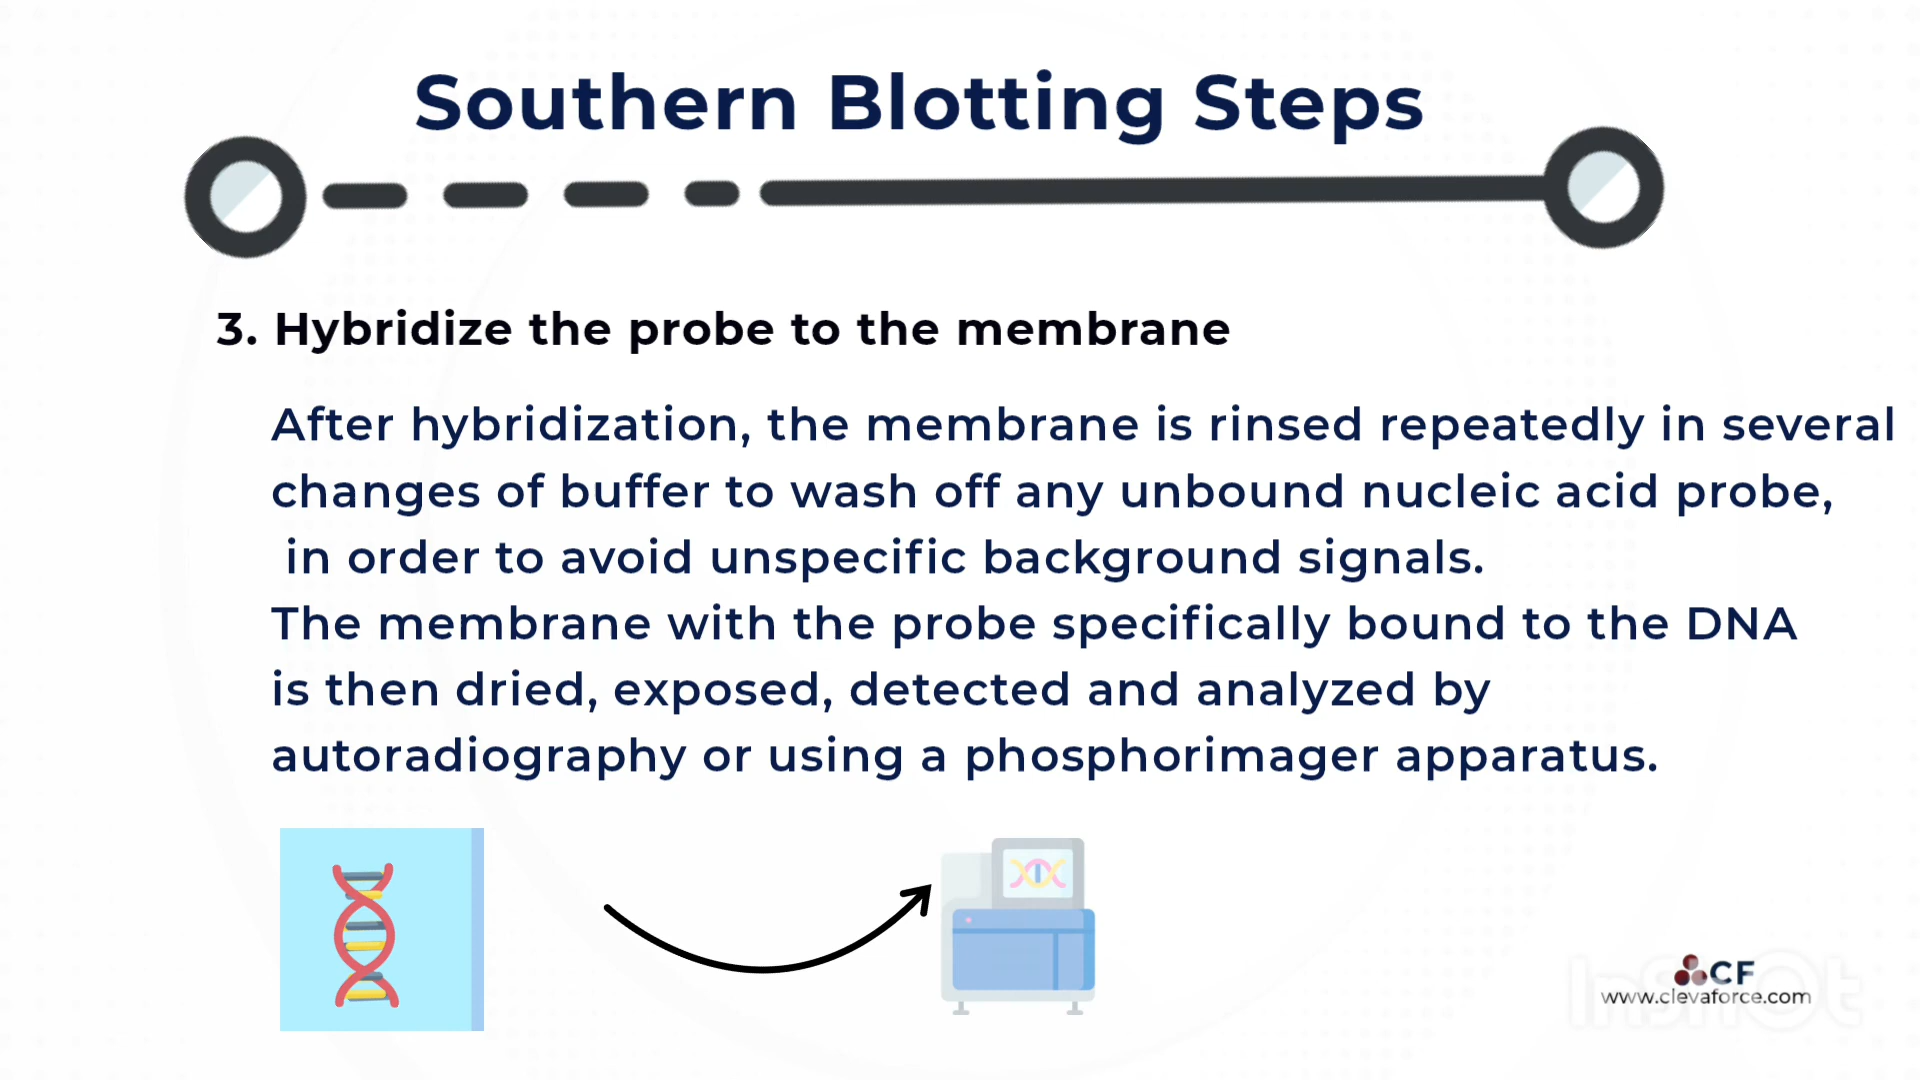 Southern Blotting Steps
3. Hybridize the probe to the membrane
After hybridization, the membrane is rinsed repeatedly in several
changes of buffer to wash off any unbound nucleic acid probe,
in order to avoid unspecific background signals.
The membrane with the probe specifically bound to the DNA
is then dried, exposed, detected and analyzed by
autoradiography or using a phosphorimager apparatus.
CF
www.clevaforce.com
InShOt